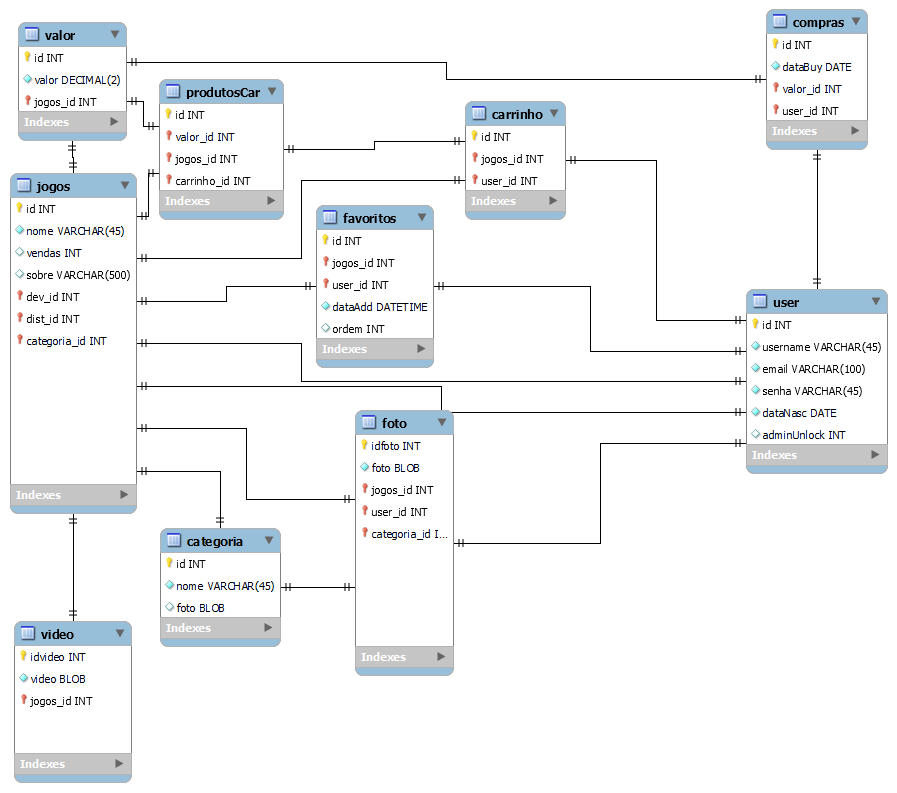 valor
id INT
valor DECIMAL(2)
jogos_id INT
Indexes
compras
id INT
dataBuy DATE
valor_id INT
user_id INT
Indexes
produtosCar
id INT
valor_id INT
jogos_id INT
carrinho_id INT
Indexes
carrinho
id INT
jogos_id INT
user_id INT
Indexes
jogos
id INT
nome VARCHAR(45)
vendas INT
sobre VARCHAR(500)
dev_id INT
dist_id INT
categoria_id INT
Indexes
favoritos
id INT
jogos_id INT
user_id INT
dataAdd DATETIME
ordem INT
Indexes
user
id INT
username VARCHAR(45)
email VARCHAR(100)
senha VARCHAR(45)
dataNasc DATE
adminUnlock INT
Indexes
foto
idfoto INT
foto BLOB
jogos_id INT
user_id INT
categoria_id I...
Indexes
categoria
id INT
nome VARCHAR(45)
foto BLOB
Indexes
video
idvideo INT
video BLOB
jogos_id INT
Indexes